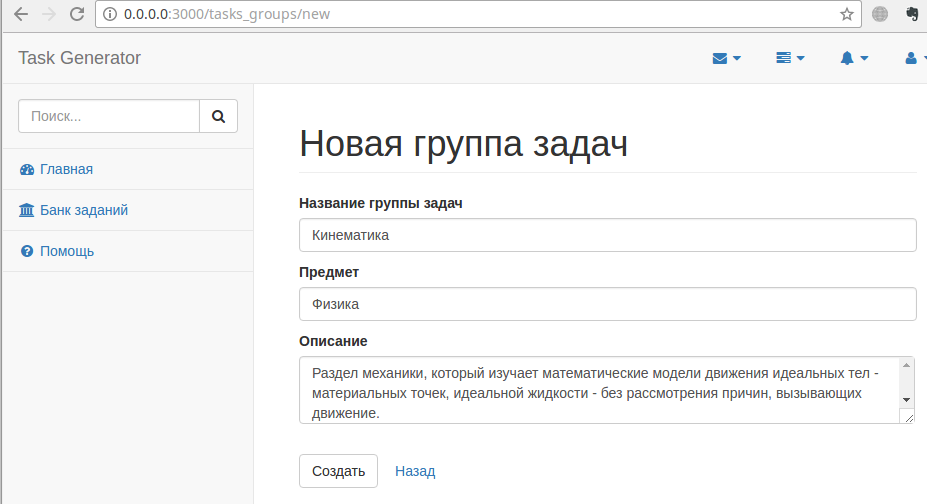 0.0.0.0:3000/tasks_groups/new
Task Generator
Поиск...
Главная
Банк заданий
Помощь
Новая группа задач
Название группы задач
Кинематика
Предмет
Физика
Описание
Раздел механики, который изучает математические модели движения идеальных тел -
материальных точек, идеальной жидкости - без рассмотрения причин, вызывающих
движение.
Создать Назад